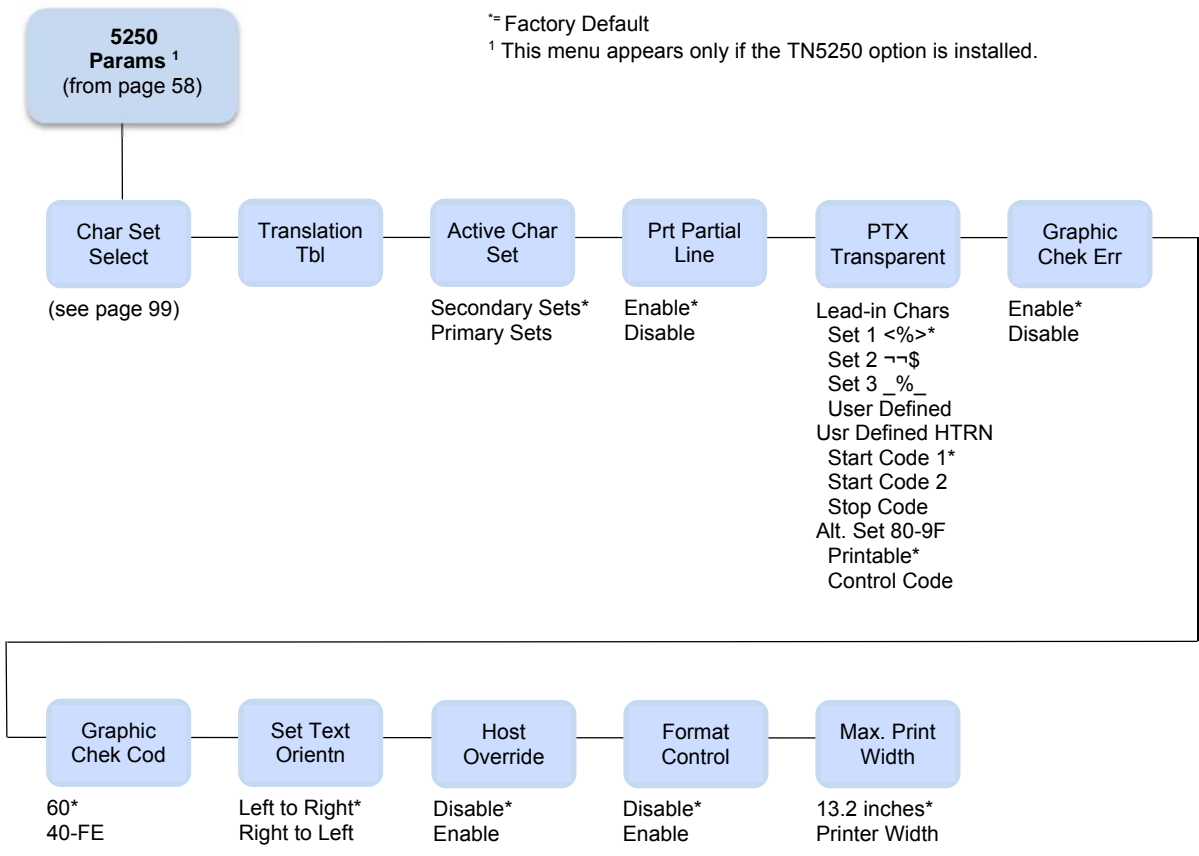 5250
Params ¹
(from page 58)
*= Factory Default
¹ This menu appears only if the TN5250 option is installed.
Char Set
Select
(see page 99)
Translation
Tbl
Active Char
Set
Secondary Sets*
Primary Sets
Prt Partial
Line
Enable*
Disable
PTX
Transparent
Lead-in Chars
Set 1 <%>*
Set 2 ¬¬$
Set 3 _%_
User Defined
Usr Defined HTRN
Start Code 1*
Start Code 2
Stop Code
Alt. Set 80-9F
Printable*
Control Code
Graphic
Chek Err
Enable*
Disable
Graphic
Chek Cod
60*
40-FE
Set Text
Orientn
Left to Right*
Right to Left
Host
Override
Disable*
Enable
Format
Control
Disable*
Enable
Max. Print
Width
13.2 inches*
Printer Width